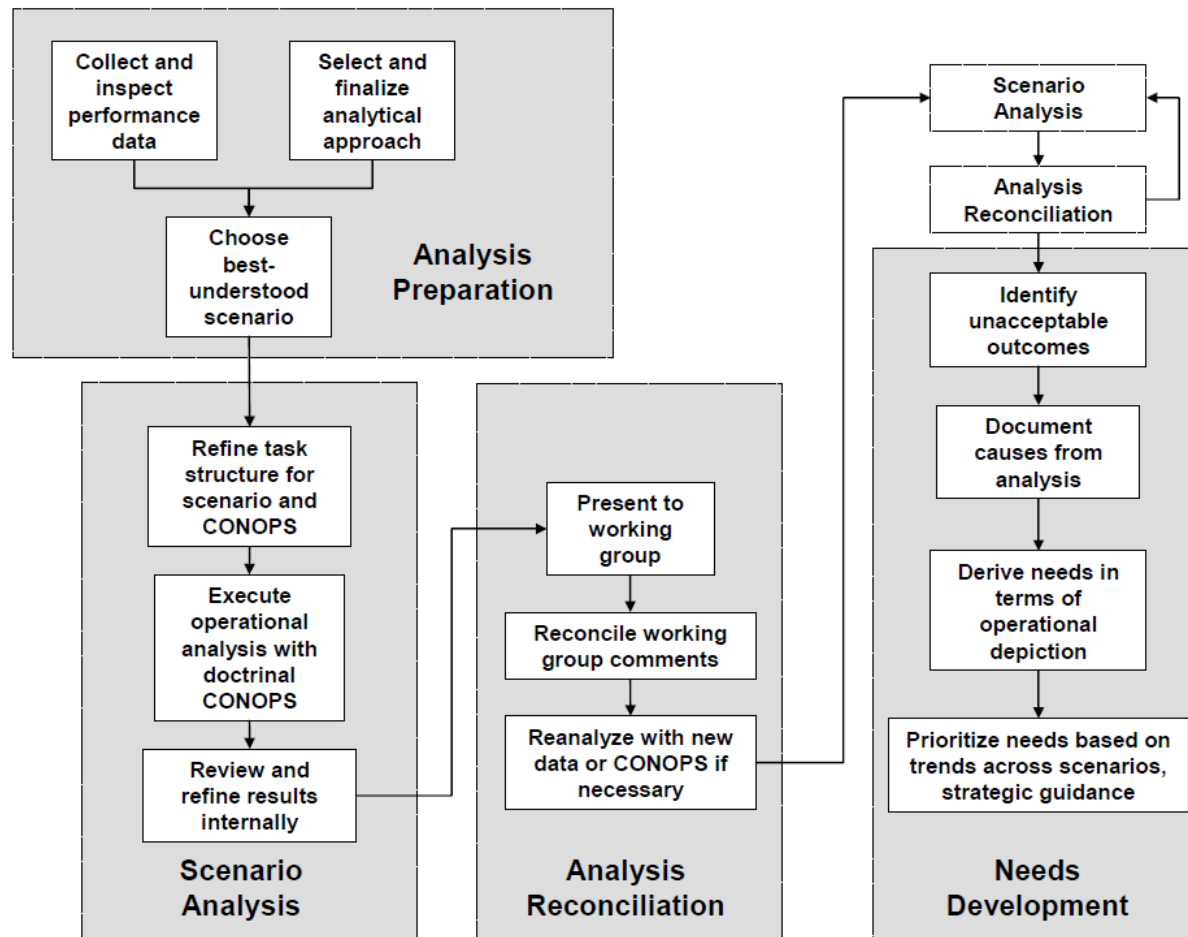 Collect and
inspect
performance
data
Select and
finalize
analytical
approach
Choose
best-
understood
scenario
Analysis
Preparation
Refine task
structure for
scenario and
CONOPS
Execute
operational
analysis with
doctrinal
CONOPS
Review and
refine results
internally
Scenario
Analysis
Present to
working
group
Reconcile working
group comments
Reanalyze with new
data or CONOPS if
necessary
Analysis
Reconciliation
Scenario
Analysis
Analysis
Reconciliation
Identify
unacceptable
outcomes
Document
causes from
analysis
Derive needs in
terms of
operational
depiction
Prioritize needs based on
trends across scenarios,
strategic guidance
Needs
Development